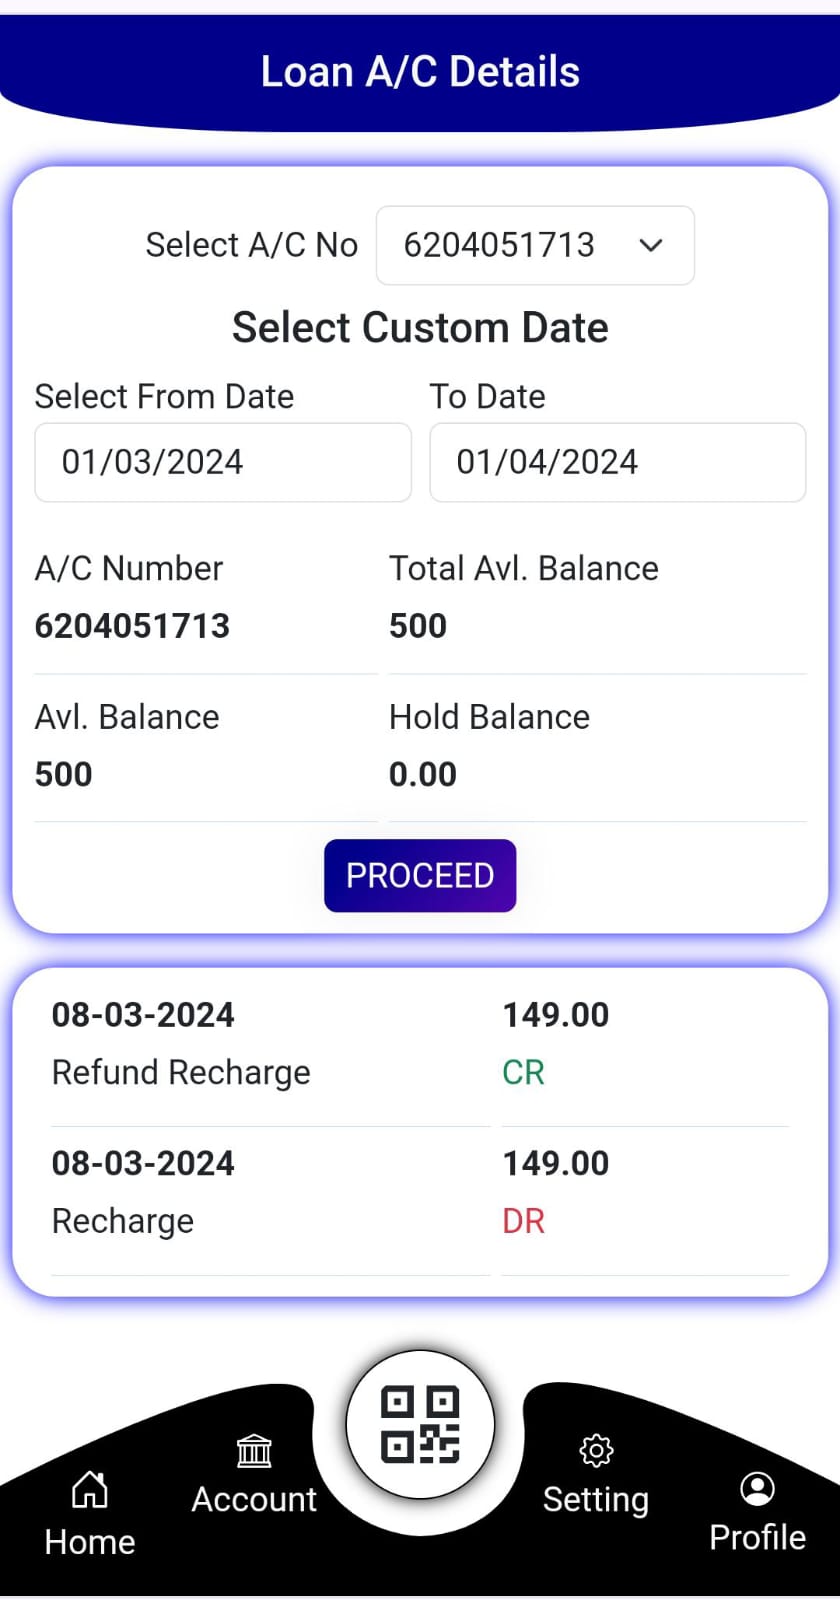 Loan A/C Details
Select A/C No 6204051713
Select Custom Date
Select From Date To Date
01/03/2024 01/04/2024
A/C Number Total Avl. Balance
6204051713 500
Avl. Balance Hold Balance
500 0.00
PROCEED
08-03-2024 149.00
Refund Recharge CR
08-03-2024 149.00
Recharge DR
Account Setting
Home Profile